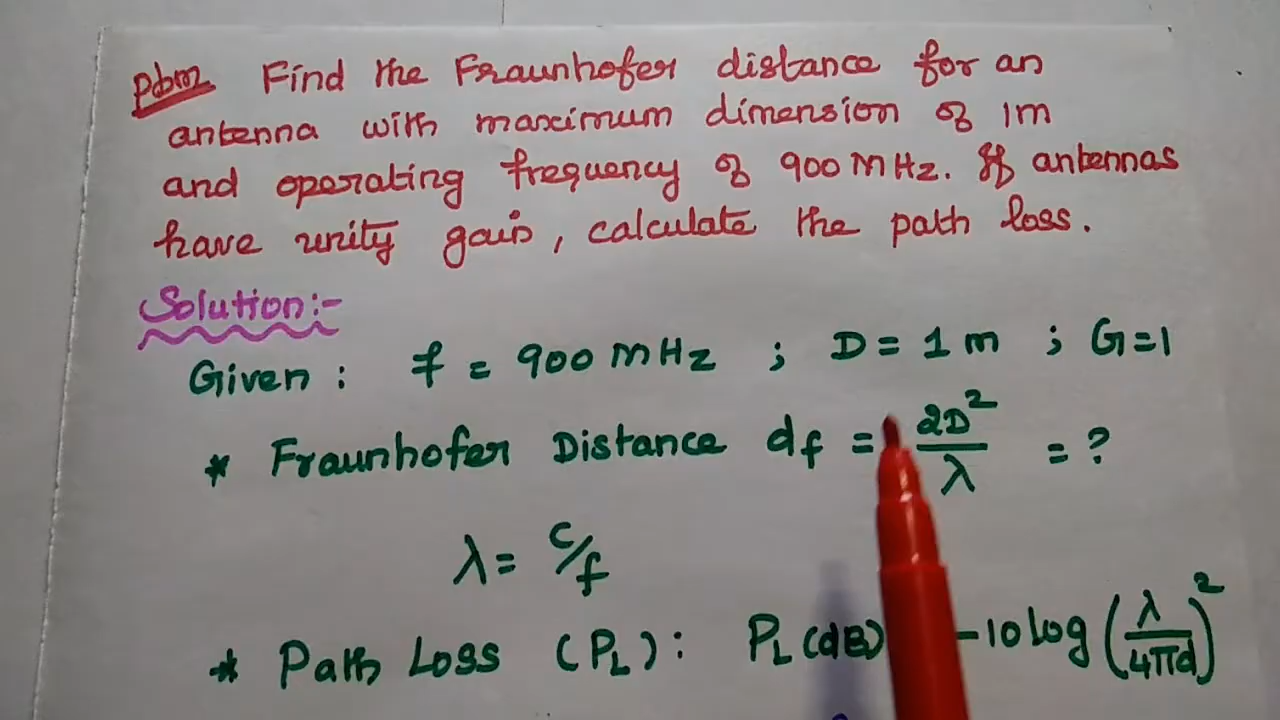 Pbm Find the Fraunhofer distance for an
antenna with maximum dimension of 1m
and operating frequency of 900 MHz. If antennas
have unity gain, calculate the path loss.
Solution:-
Given : f = 900 MHz ; D = 1 m ; G=1
* Fraunhofer Distance df = 2D²/λ = ?
λ = c/f
* Path Loss (PL) : PL(dB) -10 log (λ/4πd)²